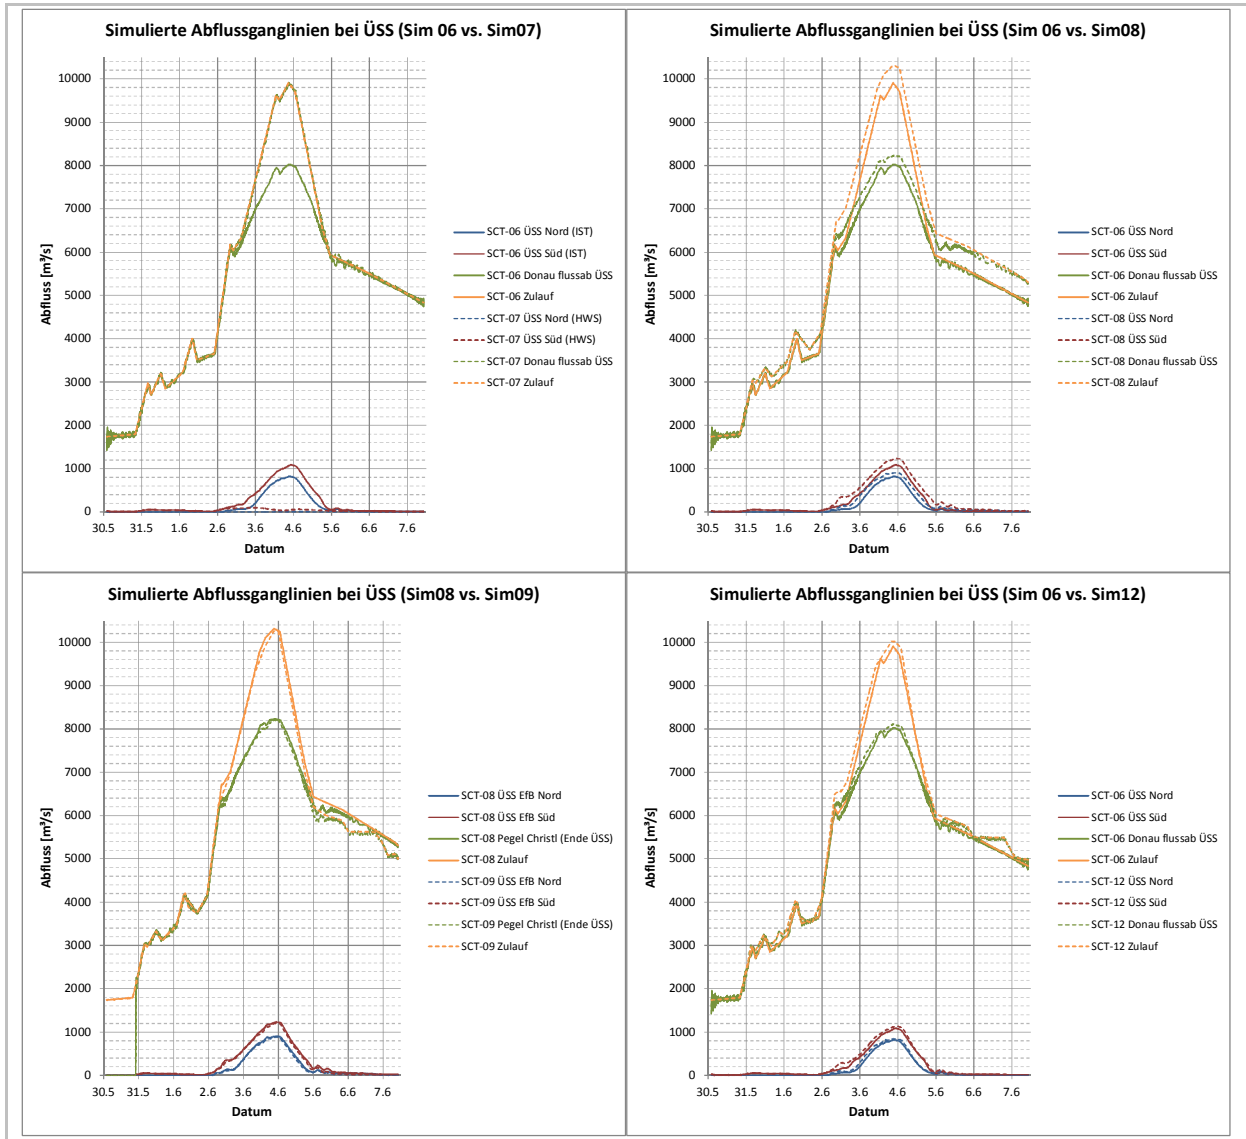 Simulierte Abflussganglinien bei ÜSS (Sim 06 vs. Sim07)
Abfluss [m³/s]
10000
9000
8000
7000
6000
5000
4000
3000
2000
1000
0
30.5 31.5 1.6 2.6 3.6 4.6 5.6 6.6 7.6
Datum
SCT-06 ÜSS Nord (IST)
SCT-06 ÜSS Süd (IST)
SCT-06 Donau flussab ÜSS
SCT-06 Zulauf
SCT-07 ÜSS Nord (HWS)
SCT-07 ÜSS Süd (HWS)
SCT-07 Donau flussab ÜSS
SCT-07 Zulauf
Simulierte Abflussganglinien bei ÜSS (Sim 06 vs. Sim08)
Abfluss [m³/s]
10000
9000
8000
7000
6000
5000
4000
3000
2000
1000
0
30.5 31.5 1.6 2.6 3.6 4.6 5.6 6.6 7.6
Datum
SCT-06 ÜSS Nord
SCT-06 ÜSS Süd
SCT-06 Donau flussab ÜSS
SCT-06 Zulauf
SCT-08 ÜSS Nord
SCT-08 ÜSS Süd
SCT-08 Donau flussab ÜSS
SCT-08 Zulauf
Simulierte Abflussganglinien bei ÜSS (Sim08 vs. Sim09)
Abfluss [m³/s]
10000
9000
8000
7000
6000
5000
4000
3000
2000
1000
0
30.5 31.5 1.6 2.6 3.6 4.6 5.6 6.6 7.6
Datum
SCT-08 ÜSS EfB Nord
SCT-08 ÜSS EfB Süd
SCT-08 Pegel Christl (Ende ÜSS)
SCT-08 Zulauf
SCT-09 ÜSS EfB Nord
SCT-09 ÜSS EfB Süd
SCT-09 Pegel Christl (Ende ÜSS)
SCT-09 Zulauf
Simulierte Abflussganglinien bei ÜSS (Sim 06 vs. Sim12)
Abfluss [m³/s]
10000
9000
8000
7000
6000
5000
4000
3000
2000
1000
0
30.5 31.5 1.6 2.6 3.6 4.6 5.6 6.6 7.6
Datum
SCT-06 ÜSS Nord
SCT-06 ÜSS Süd
SCT-06 Donau flussab ÜSS
SCT-06 Zulauf
SCT-12 ÜSS Nord
SCT-12 ÜSS Süd
SCT-12 Donau flussab ÜSS
SCT-12 Zulauf